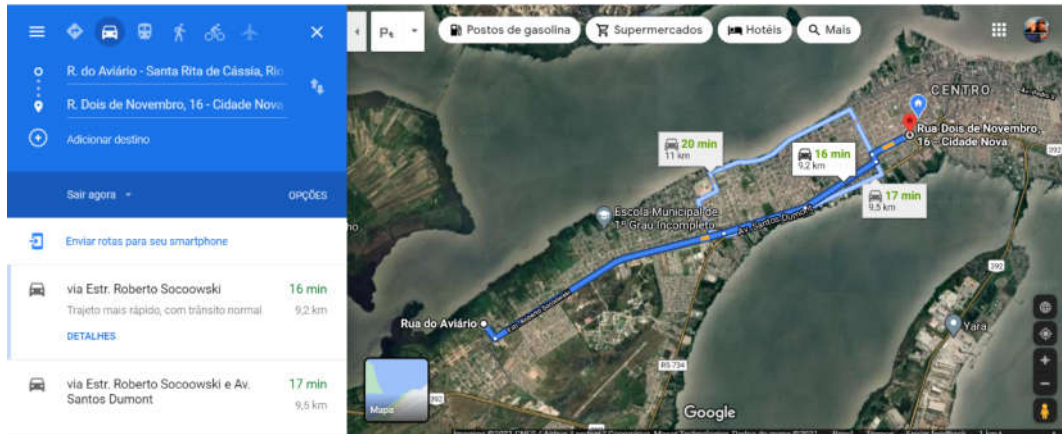 R. do Aviário - Santa Rita de Cássia, Rio
R. Dois de Novembro, 16 - Cidade Nova
Adicionar destino
Sair agora
OPÇÕES
Enviar rotas para seu smartphone
via Estr. Roberto Socoowski
16 min
Trajeto mais rápido, com trânsito normal
9,2 km
DETALHES
via Estr. Roberto Socoowski e Av.
Santos Dumont
17 min
9,5 km
Postos de gasolina
Supermercados
Hotéis
Mais
CENTRO
Rua Dois de Novembro,
16 - Cidade Nova
20 min
11 km
16 min
9,2 km
17 min
9,5 km
392
Escola Municipal de
1º Grau Incompleto
Av. Santos Dumont
Estr. Roberto Socoowski
Rua do Aviário
392
Yara
RS-734
392
Mapa
Google